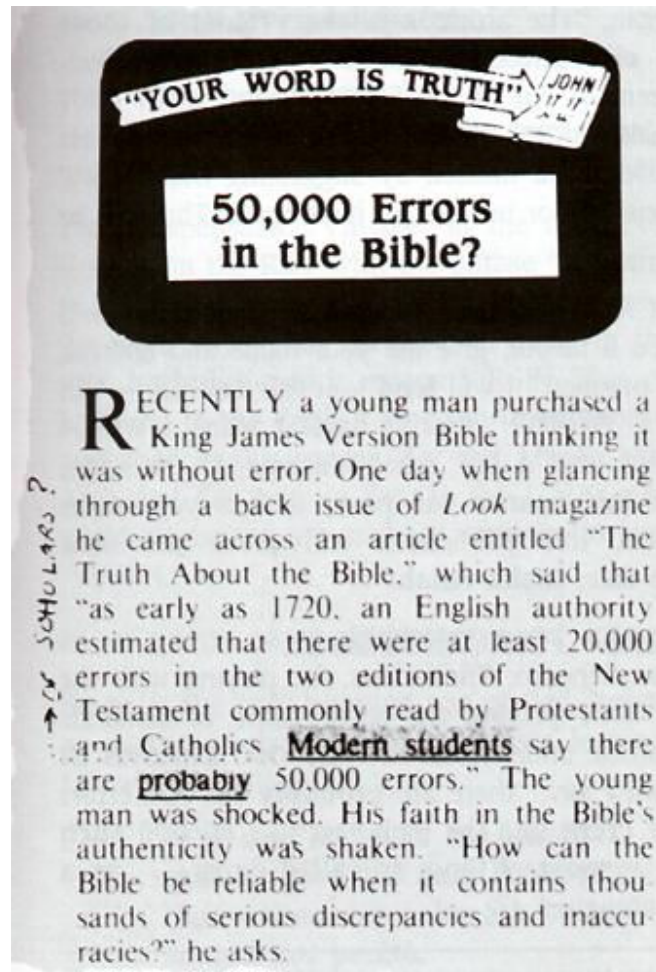 "YOUR WORD IS TRUTH"
JOHN
50,000 Errors
in the Bible?
RECENTLY a young man purchased a
King James Version Bible thinking it
was without error. One day when glancing
through a back issue of Look magazine
he came across an article entitled "The
Truth About the Bible," which said that
"as early as 1720, an English authority
estimated that there were at least 20,000
errors in the two editions of the New
Testament commonly read by Protestants
and Catholics. Modern students say there
are probably 50,000 errors." The young
man was shocked. His faith in the Bible's
authenticity was shaken. "How can the
Bible be reliable when it contains thou-
sands of serious discrepancies and inaccu-
racies?" he asks.
SCHOLARS?